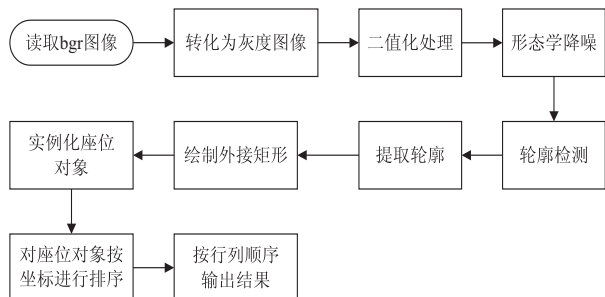 读取bgr图像
转化为灰度图像
二值化处理
形态学降噪
轮廓检测
提取轮廓
绘制外接矩形
实例化座位
对象
对座位对象按
坐标进行排序
按行列顺序
输出结果